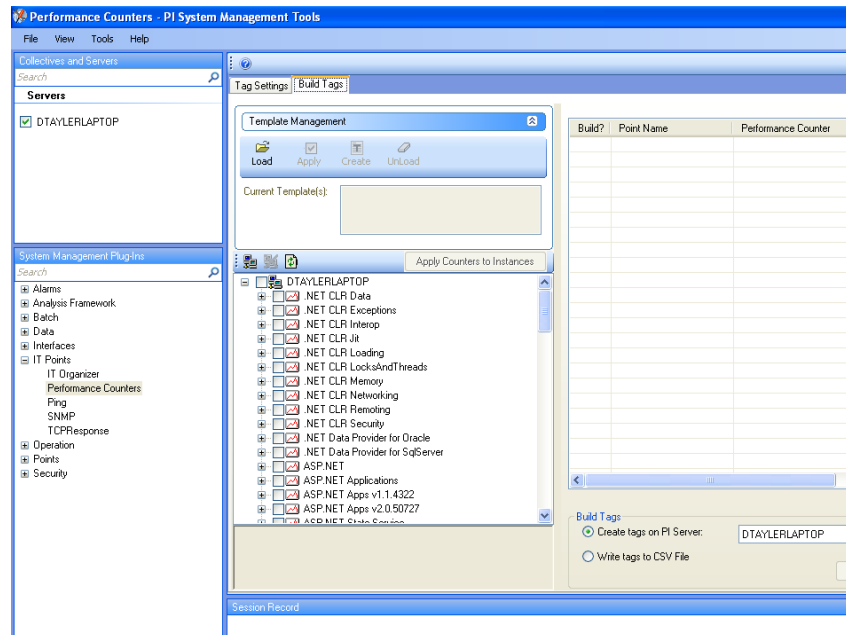 Performance Counters - PI System Management Tools
File View Tools Help
Collectives and Servers
Search
Servers
DTAYLERLAPTOP
System Management Plug-Ins
Search
Alarms
Analysis Framework
Batch
Data
Interfaces
IT Points
IT Organizer
Performance Counters
Ping
SNMP
TCPResponse
Operation
Points
Security
Tag Settings Build Tags
Template Management
Load Apply Create UnLoad
Current Template(s):
Apply Counters to Instances
DTAYLERLAPTOP
.NET CLR Data
.NET CLR Exceptions
.NET CLR Interop
.NET CLR Jit
.NET CLR Loading
.NET CLR LocksAndThreads
.NET CLR Memory
.NET CLR Networking
.NET CLR Remoting
.NET CLR Security
.NET Data Provider for Oracle
.NET Data Provider for SqlServer
ASP.NET
ASP.NET Applications
ASP.NET Apps v1.1.4322
ASP.NET Apps v2.0.50727
ASP.NET State Service
Build? Point Name Performance Counter
Build Tags
Create tags on PI Server: DTAYLERLAPTOP
Write tags to CSV File
Session Record